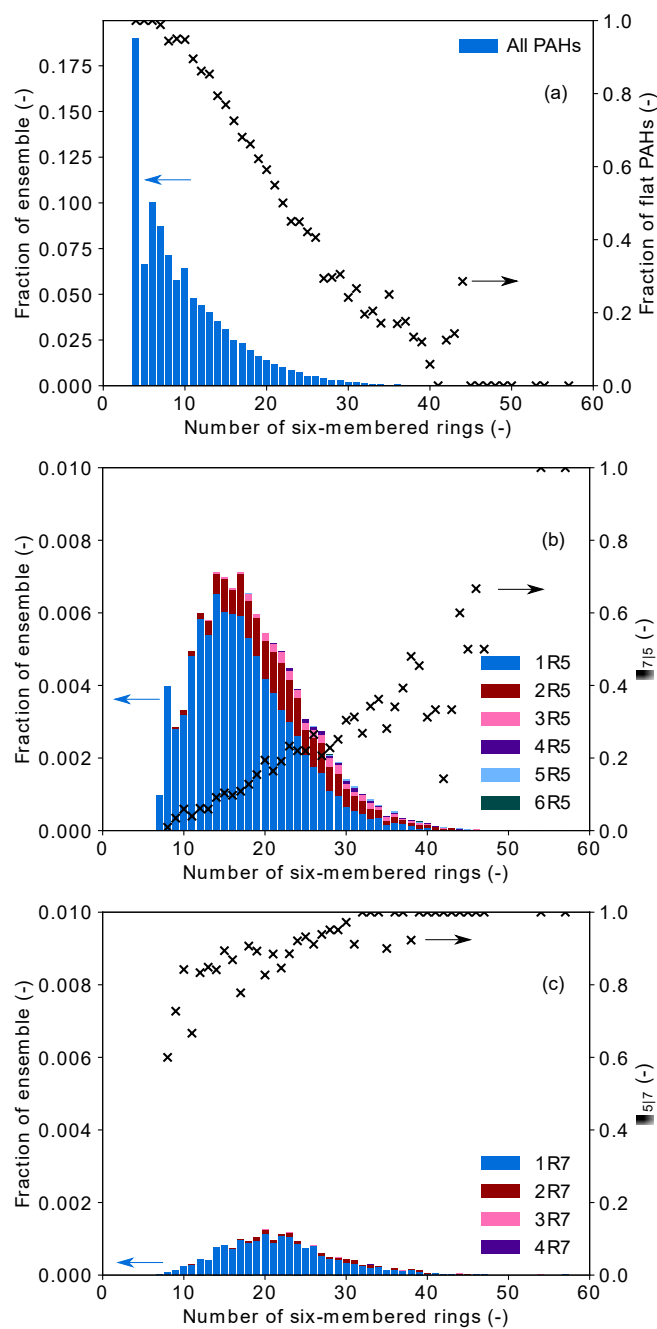 0.175
0.150
0.125
0.100
0.075
0.050
0.025
0.000
Fraction of ensemble (-)
All PAHs
(a)
1.0
0.8
0.6
0.4
0.2
0.0
Fraction of flat PAHs (-)
0 10 20 30 40 50 60
Number of six-membered rings (-)
0.010
0.008
0.006
0.004
0.002
0.000
Fraction of ensemble (-)
(b)
1R5
2R5
3R5
4R5
5R5
6R5
1.0
0.8
0.6
0.4
0.2
0.0
7|5 (-)
0 10 20 30 40 50 60
Number of six-membered rings (-)
0.010
0.008
0.006
0.004
0.002
0.000
Fraction of ensemble (-)
(c)
1R7
2R7
3R7
4R7
1.0
0.8
0.6
0.4
0.2
0.0
5|7 (-)
0 10 20 30 40 50 60
Number of six-membered rings (-)